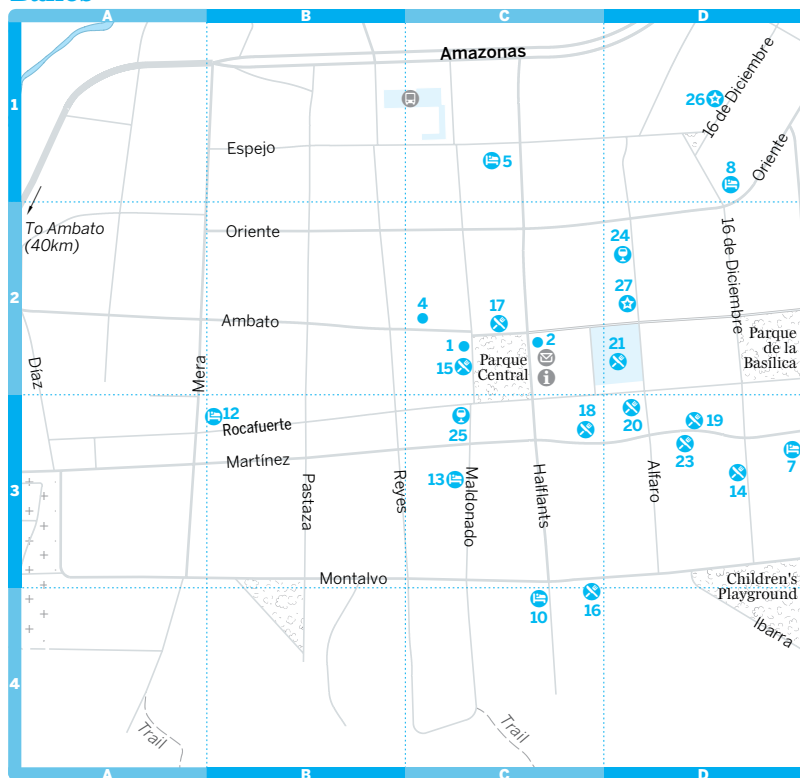 A
B
C
D
Amazonas
1
26
16 de Diciembre
Espejo
5
8
Oriente
To Ambato
(40km)
Oriente
24
16 de Diciembre
27
2
4
17
Ambato
1
2
21
Parque
de la
Basílica
Parque
Central
15
Díaz
Mera
12
Rocafuerte
25
18
20
19
Martínez
23
7
3
13
14
Pastaza
Reyes
Maldonado
Halflants
Alfaro
Montalvo
Children's
Playground
10
16
Ibarra
4
Trail
Trail
A
B
C
D